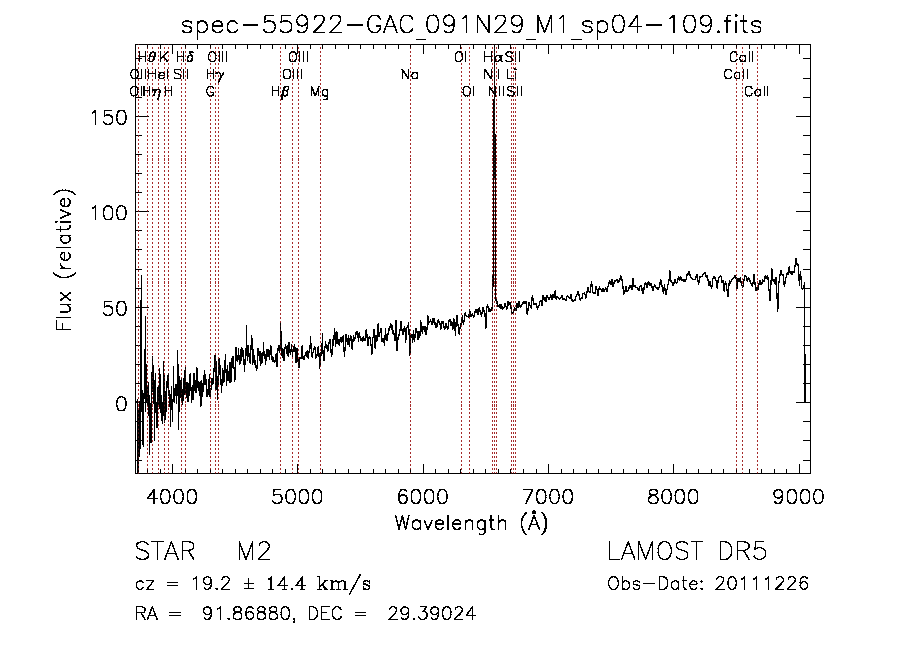 spec-55922-GAC_091N29_M1_sp04-109.fits
Hθ K Hδ OIII OIII OI Hα SII CaII
OII HeI SII Hγ OIII Na NII Li CaII
OII Hη H G Hβ Mg OI NII SII CaII
150
100
50
0
Flux (relative)
4000 5000 6000 7000 8000 9000
Wavelength (Å)
STAR M2 LAMOST DR5
cz = 19.2 ± 14.4 km/s Obs-Date: 20111226
RA = 91.86880, DEC = 29.39024